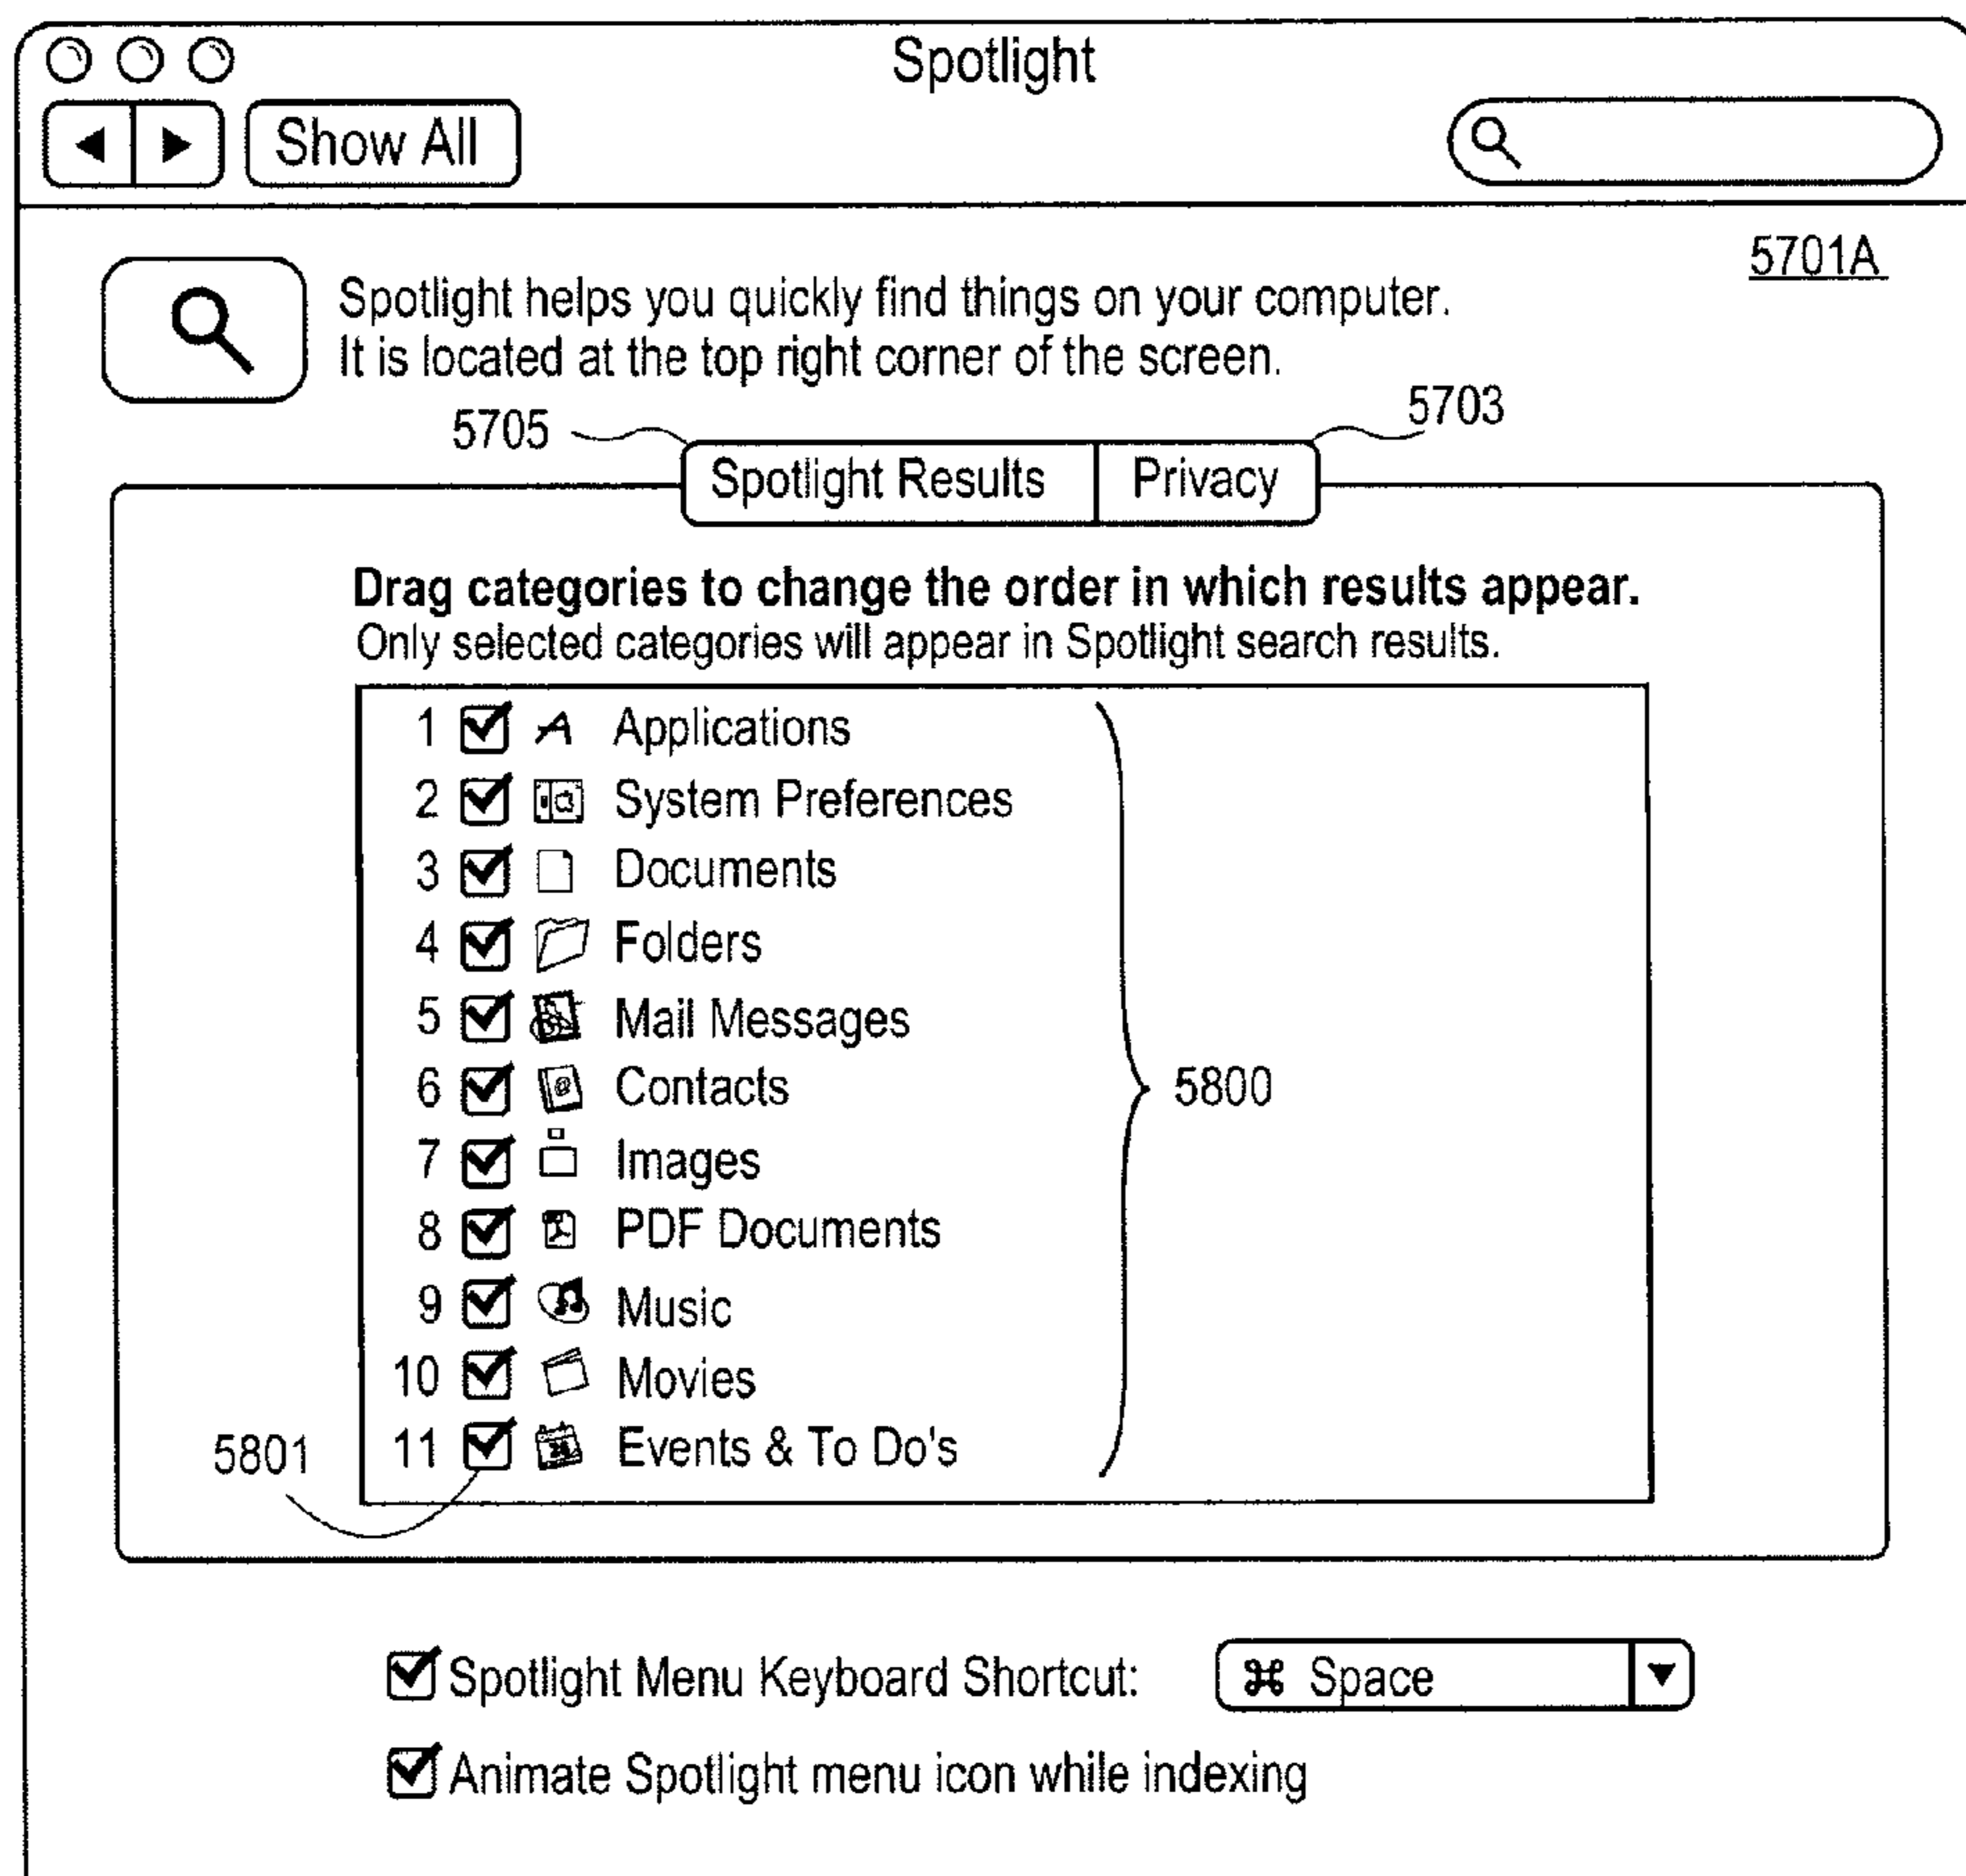 Spotlight
Show All
5701A
Spotlight helps you quickly find things on your computer.
It is located at the top right corner of the screen.
5705
5703
Spotlight Results
Privacy
Drag categories to change the order in which results appear.
Only selected categories will appear in Spotlight search results.
1 Applications
2 System Preferences
3 Documents
4 Folders
5 Mail Messages
6 Contacts
7 Images
8 PDF Documents
9 Music
10 Movies
11 Events & To Do's
5800
5801
Spotlight Menu Keyboard Shortcut: ⌘ Space
Animate Spotlight menu icon while indexing